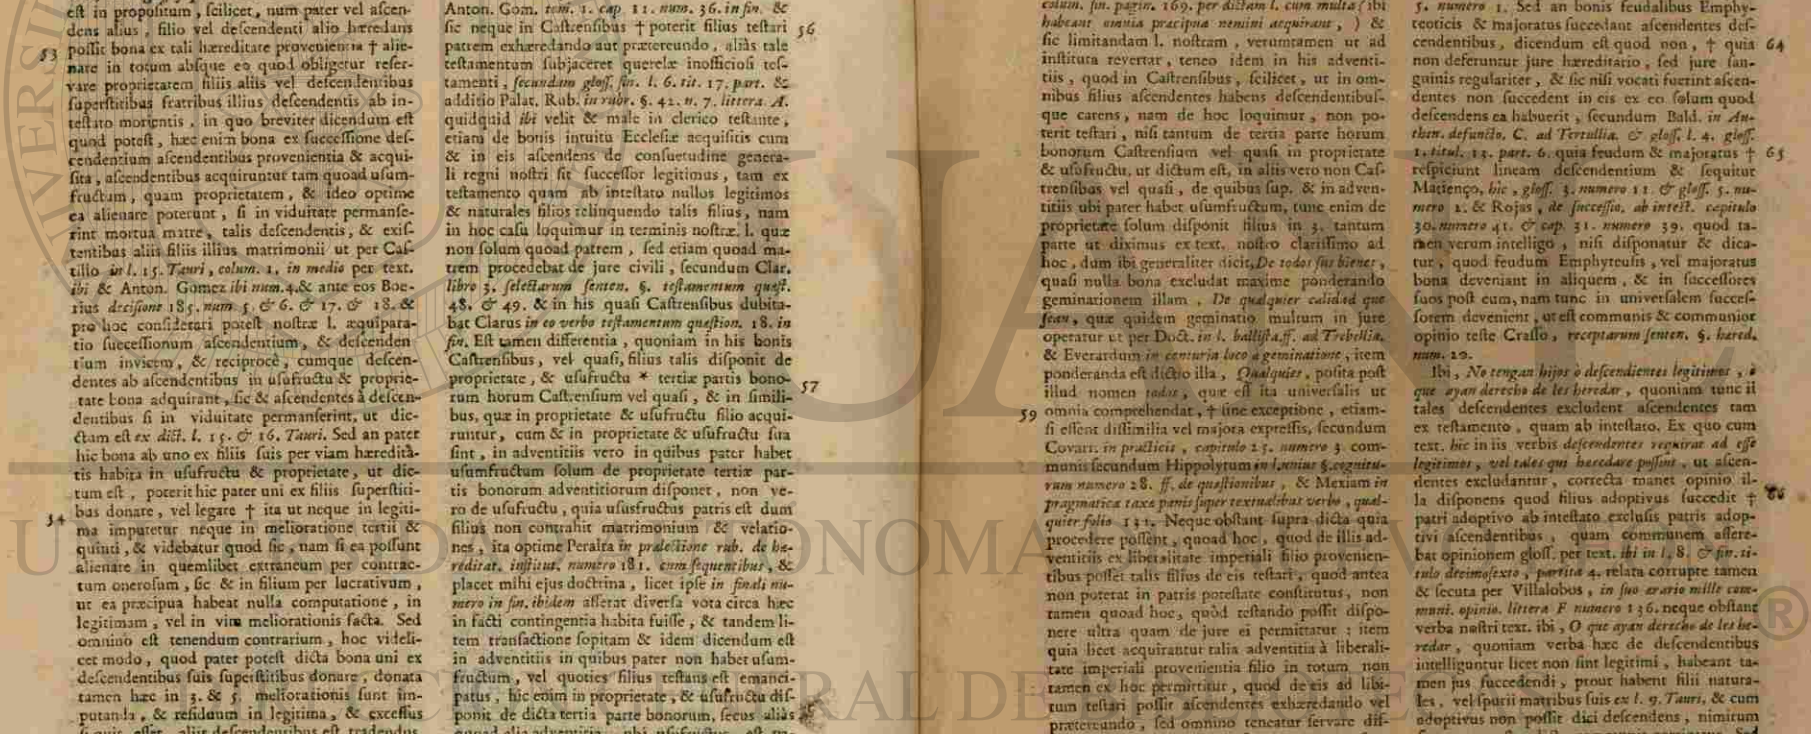 est in propositum, scilicet, num pater vel ascen-
dens alius, filio vel descendenti alio hæredans
53 possit bona ex tali hæreditate provenientia † alie-
nare in totum absque eo quod obligetur reser-
vare proprietatem filiis aliis vel descendentibus
superstitibus fratribus illius descendentis ab in-
testato morientis, in quo breviter dicendum est
quod potest, hæc enim bona ex successione des-
cendentium ascendentibus provenientia & acqui-
sita, ascendentibus acquiruntur tam quoad usum-
fructum, quam proprietatem, & ideo optime
ea alienare poterunt, si in viduitate permanse-
rint mortua matre, talis descendentis, & exis-
tentibus aliis filiis illius matrimonii ut per Cas-
tillo in l. 15. Tauri, colum. 1. in medio per text.
ibi & Anton. Gomez ibi num. 4. & ante eos Boe-
rius decisione 185. num. 5. & 6. & 17. & 18. &
pro hoc considerari potest nostræ l. æquipara-
tio successionum ascendentium, & descenden
tium invicem, & reciprocè, cumque descen-
dentes ab ascendentibus in usufructu & proprie-
tate bona adquirant, sic & ascendentes à descen-
dentibus si in viduitate permanserint, ut dic-
ctum est ex dict. l. 15. & 16. Tauri. Sed an pater
hic bona ab uno ex filiis suis per viam hæredità-
tis habita in usufructu & proprietate, ut dic-
tum est, poterit hic pater uni ex filiis superstiti-
54 bus donare, vel legare † ita ut neque in legiti-
ma imputetur neque in melioratione tertii &
quinti, & videbatur quod sic, nam si ea possunt
alienare in quemlibet extraneum per contrac-
tum onerosum, sic & in filium per lucrativum,
ut ea præcipua habeat nulla computatione, in
legitimam, vel in vim meliorationis facta. Sed
omnino est tenendum contrarium, hoc videli-
cet modo, quod pater potest dicta bona uni ex
descendentibus suis superstitibus donare, donata
tamen hæc in 3. & 5. meliorationis sunt im-
putanda, & residuum in legitima, & excessus
si quis esset, aliis descendentibus est tradendus
Anton. Gom. tom. 1. cap. 11. num. 36. in fin. &
sic neque in Castrensibus † poterit filius testari 56
patrem exhæredando aut prætereundo, aliàs tale
testamentum subjaceret querelæ inofficiosi tes-
tamenti, secundum gloss. fin. l. 6. tit. 17. part. &
additio Palat. Rub. in rubr. §. 42. n. 7. littera. A.
quidquid ibi velit & male in clerico testante,
etiam de bonis intuitu Ecclesiæ acquisitis cum
& in eis ascendens de consuetudine genera-
li regni nostri sit successor legitimus, tam ex
testamento quam ab intestato nullos legitimos
& naturales filios relinquendo talis filius, nam
in hoc casu loquimur in terminis nostræ l. quæ
non solum quoad patrem, sed etiam quoad ma-
trem procedebat de jure civili, secundum Clar.
libro 3. selectarum senten. §. testamentum quæst.
48. & 49. & in his quasi Castrensibus dubita-
bat Clarus in eo verbo testamentum quæstion. 18. in
fin. Est tamen differentia, quoniam in his bonis
Castrensibus, vel quasi, filius talis disponit de
proprietate, & usufructu * tertiæ partis bono- 57
rum horum Castrensium vel quasi, & in simili-
bus, quæ in proprietate & usufructu filio acqui-
runtur, cum & in proprietate & usufructu sua
sint, in adventitiis vero in quibus pater habet
usumfructum solum de proprietate tertiæ par-
tis bonorum adventitiorum disponet, non ve-
ro de usufructu, quia ususfructus patris est dum
filius non contrahit matrimonium & velatio-
nes, ita optime Peralta in prælectione rub. de hæ-
reditat. institut. numero 181. cum sequentibus, &
placet mihi ejus doctrina, licet ipse in finali nu-
mero in fin. ibidem asserat diversa vota circa hæc
in facti contingentia habita fuisse, & tandem li-
tem transactione sopitam & idem dicendum est
in adventitiis in quibus pater non habet usum-
fructum, vel quoties filius testans est emanci-
patus, hic enim in proprietate, & usufructu dis-
ponit de dicta tertia parte bonorum, secus aliàs
colum. fin. pagin. 169. per dictam l. cum multa (ibi
habeant omnia præcipua nemini acquirant, ) &
sic limitandam l. nostram, verumtamen ut ad
institura revertar, teneo idem in his adventi-
tiis, quod in Castrensibus, scilicet, ut in om-
nibus filius ascendentes habens descendentibus-
que carens, nam de hoc loquimur, non po-
terit testari, nisi tantum de tertia parte horum
bonorum Castrensium vel quasi in proprietate
& usufructu, ut dictum est, in aliis vero non Cas-
trensibus vel quasi, de quibus sup. & in adven-
titiis ubi pater habet usumfructum, tunc enim de
proprietate solum disponit filius in 3. tantum
parte ut diximus ex text. nostro clarissimo ad
hoc, dum ibi generaliter dicit, De todos sus bienes,
quasi nulla bona excludat maxime ponderando
geminationem illam, De qualquier calidad que
sean, quæ quidem geminatio multum in jure
operatur ut per Doct. in l. ballista, ff. ad Trebellia.
& Everardum in centuria loco à geminatione, item
ponderanda est dictio illa, Qualquier, posita post
illud nomen todos, quæ est ita universalis ut
59 omnia comprehendat, † sine exceptione, etiam-
si essent dissimilia vel majora expressis, secundum
Covarr. in practicis, capitulo 25. numero 3. com-
munis secundum Hippolytum in l. unius §. cognitu-
rum numero 28. ff. de quæstionibus, & Mexiam in
pragmatica taxæ panis super textualibus verbo, qual-
quier folio 131. Neque obstant supra dicta quia
procedere possent, quoad hoc, quod de illis ad-
ventitiis ex liberalitate imperiali filio provenien-
tibus posset talis filius de eis testari, quod antea
non poterat in patris potestate constitutus, non
tamen quoad hoc, quòd testando possit dispo-
nere ultra quam de jure ei permittatur : item
quia licet acquirantur talia adventitia à liberali-
tate imperiali provenientia filio in totum non
tamen ex hoc permittitur, quod de eis ad libi-
tum testari possit ascendentes exhæredando vel
prætereundo, sed omnino teneatur servare dis-
5. numero 1. Sed an bonis feudalibus Emphy-
teoticis & majoratus succedant ascendentes des-
cendentibus, dicendum est quod non, † quia 64
non deferuntur jure hæreditario, sed jure san-
guinis regulariter, & sic nisi vocati fuerint ascen-
dentes non succedent in eis ex eo solum quod
descendens ea habuerit, secundum Bald. in Au-
then. defuncto, C. ad Tertullia. & gloss. l. 4. gloss.
1. titul. 13. part. 6. quia feudum & majoratus † 65
respiciunt lineam descendentium & sequitur
Matienço, hic, gloss. 3. numero 11. & gloss. 5. nu-
mero 1. & Rojas, de successio. ab intest. capitulo
30. numero 41. & cap. 31. numero 39. quod ta-
men verum intelligo, nisi disponatur & dica-
tur, quod feudum Emphyteusis, vel majoratus
bona deveniant in aliquem, & in successores
suos post eum, nam tunc in universalem succes-
sorem devenient, ut est communis & communior
opinio teste Crasso, receptarum senten. §. hæred.
num. 29.
Ibi, No tengan hijos o descendientes legitimos, ò
que ayan derecho de les heredar, quoniam tunc il
tales descendentes excludent ascendentes tam
ex testamento, quam ab intestato. Ex quo cum
text. hic in iis verbis descendentes requirat ad esse
legitimos, vel tales qui hæredare possint, ut ascen-
dentes excludantur, correcta manet opinio il-
la disponens quod filius adoptivus succedit † 66
patri adoptivo ab intestato exclusis patris adop-
tivi ascendentibus, quam communem assere-
bat opinionem gloss. per text. ibi in l. 8. & fin. ti-
tulo decimosexto, partita 4. relata corrupte tamen
& secuta per Villalobos, in suo ærario mille com-
muni. opinio. littera F numero 136. neque obstant
verba nostri text. ibi, O que ayan derecho de les he-
redar, quoniam verba hæc de descendentibus
intelliguntur licet non sint legitimi, habeant ta-
men jus succedendi, prout habent filii natura-
les, vel spurii matribus suis ex l. 9. Tauri, & cum
adoptivus non possit dici descendens, nimirum
UANL
UNIVERSIDAD AUTONOMA
GENERAL DE BIBLIOTECAS
®